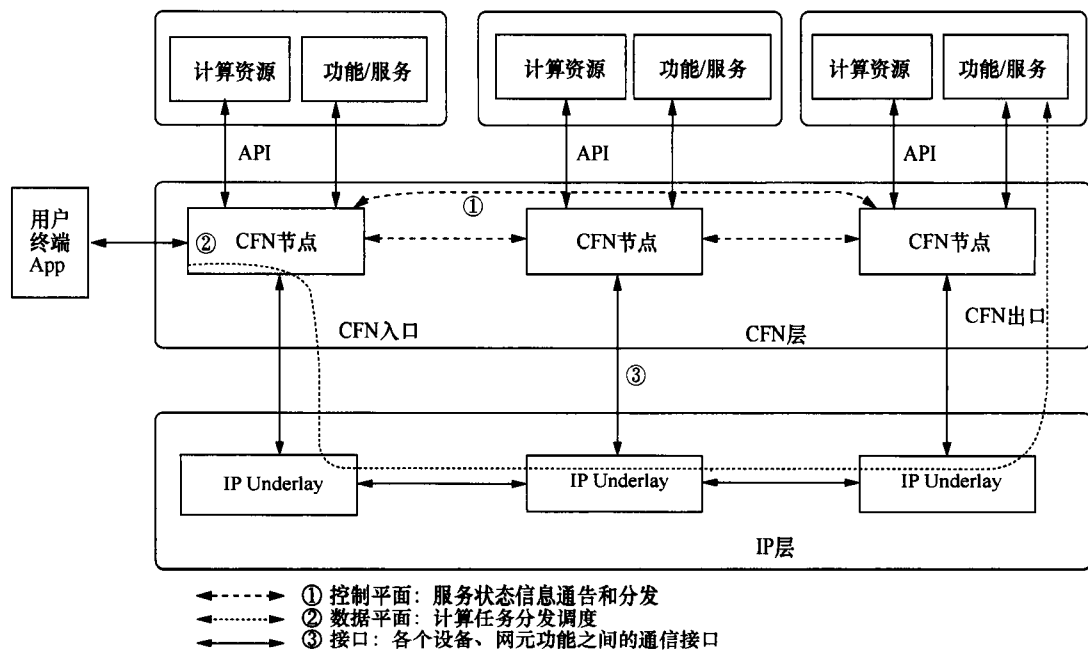 计算资源 功能/服务 计算资源 功能/服务 计算资源 功能/服务
API API API
用户
终端
App
①
② CFN节点 CFN节点 CFN节点
CFN入口 CFN层 CFN出口
③
IP Underlay IP Underlay IP Underlay
IP层
① 控制平面：服务状态信息通告和分发
② 数据平面：计算任务分发调度
③ 接口：各个设备、网元功能之间的通信接口